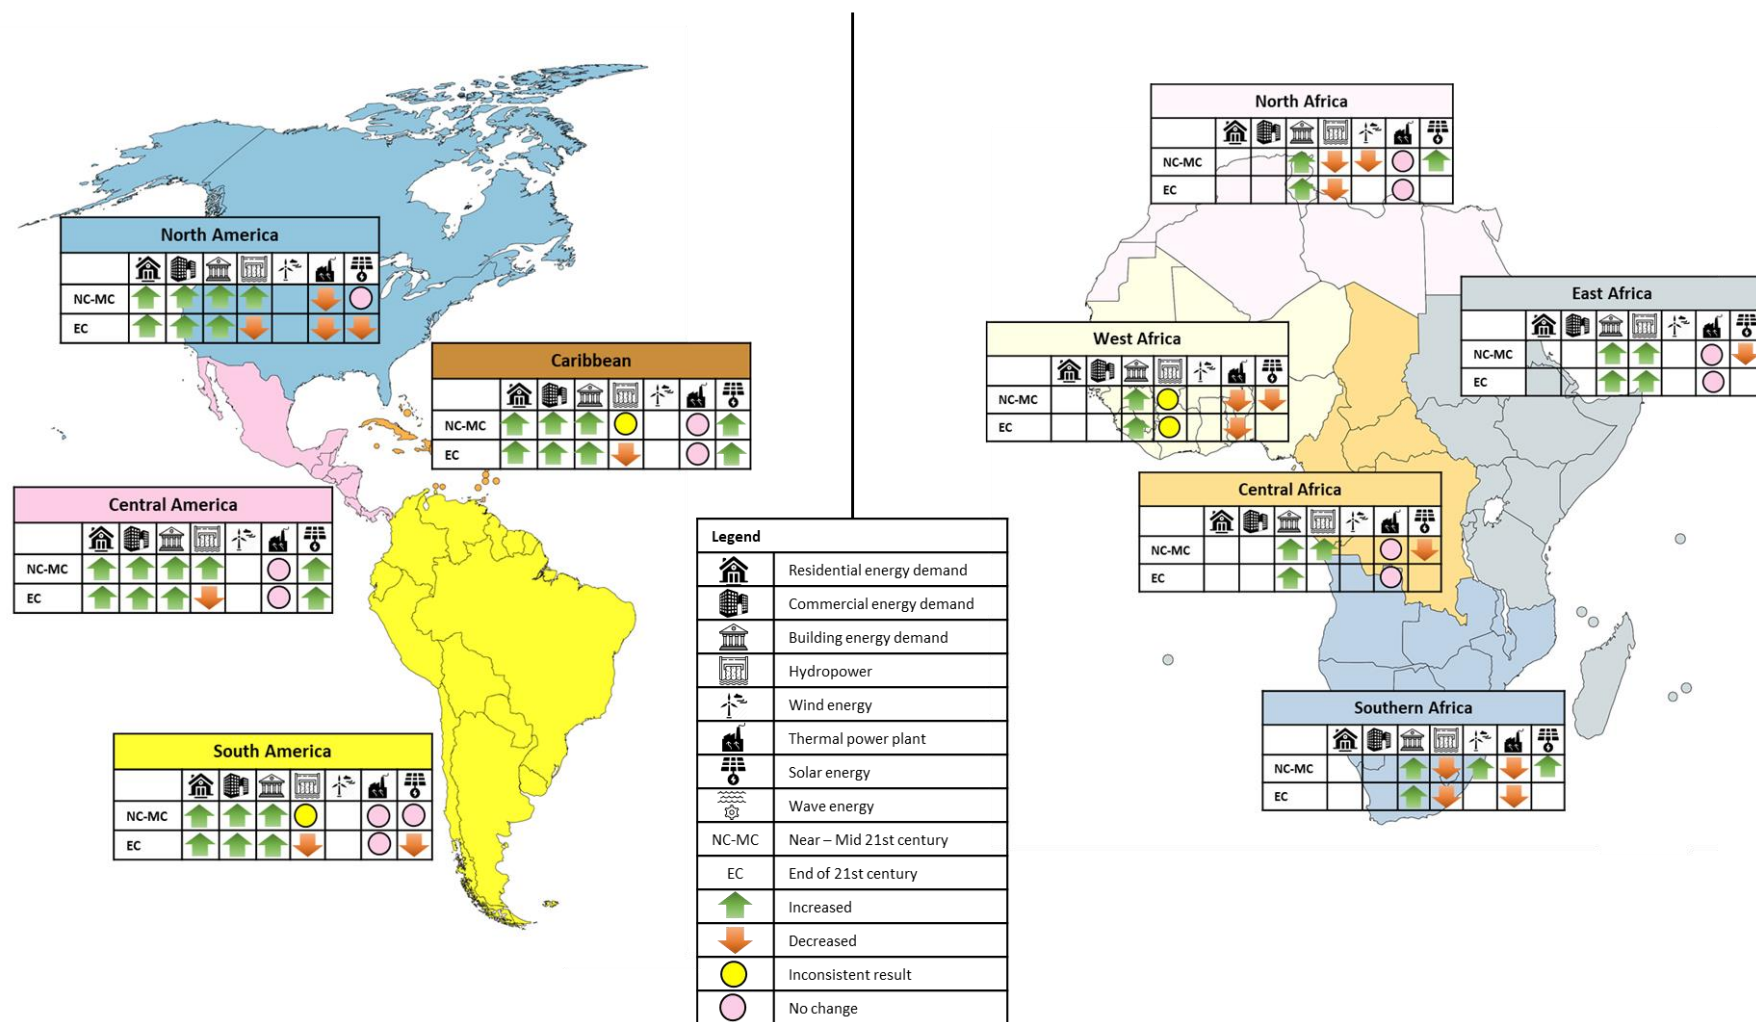 North America
NC-MC
EC
Caribbean
NC-MC
EC
Central America
NC-MC
EC
South America
NC-MC
EC
Legend
Residential energy demand
Commercial energy demand
Building energy demand
Hydropower
Wind energy
Thermal power plant
Solar energy
Wave energy
NC-MC Near – Mid 21st century
EC End of 21st century
Increased
Decreased
Inconsistent result
No change
North Africa
NC-MC
EC
East Africa
NC-MC
EC
West Africa
NC-MC
EC
Central Africa
NC-MC
EC
Southern Africa
NC-MC
EC